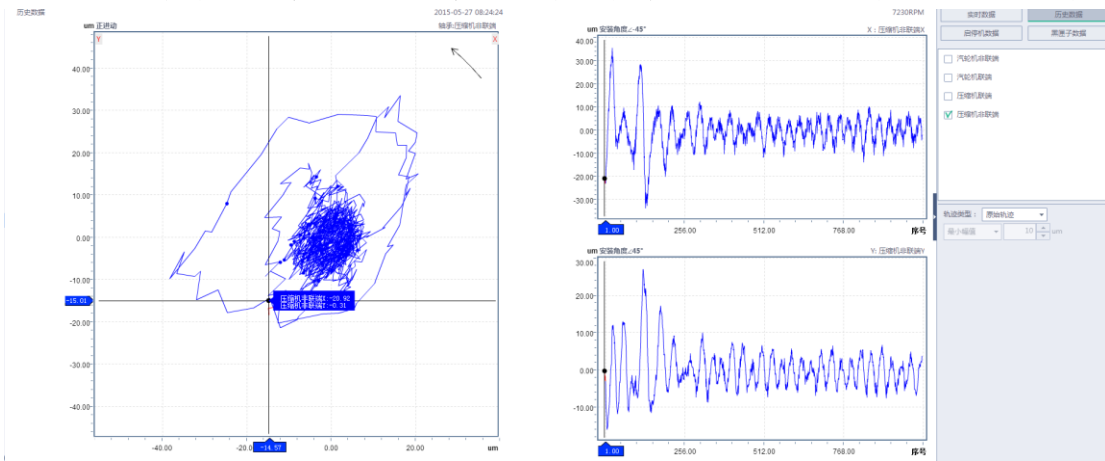 历史数据
2015-05-27 08:24:24
um 正进动
轴承:压缩机非联端
Y
X
40.00
30.00
20.00
10.00
0.00
-10.00
-15.01
-20.00
-30.00
-40.00
压缩机非联端X:-20.92
压缩机非联端Y:-0.31
-40.00
-20.00
-14.57
0.00
20.00
um
7230RPM
um 安装角度∠-45°
X：压缩机非联端X
40.00
30.00
20.00
10.00
0.00
-10.00
-20.00
-30.00
1.00
256.00
512.00
768.00
序号
um 安装角度∠45°
Y: 压缩机非联端Y
30.00
20.00
10.00
0.00
-10.00
1.00
256.00
512.00
768.00
序号
实时数据
历史数据
启停机数据
黑匣子数据
汽轮机非联端
汽轮机联端
压缩机联端
压缩机非联端
轨迹类型：
原始轨迹
最小幅值
10
um